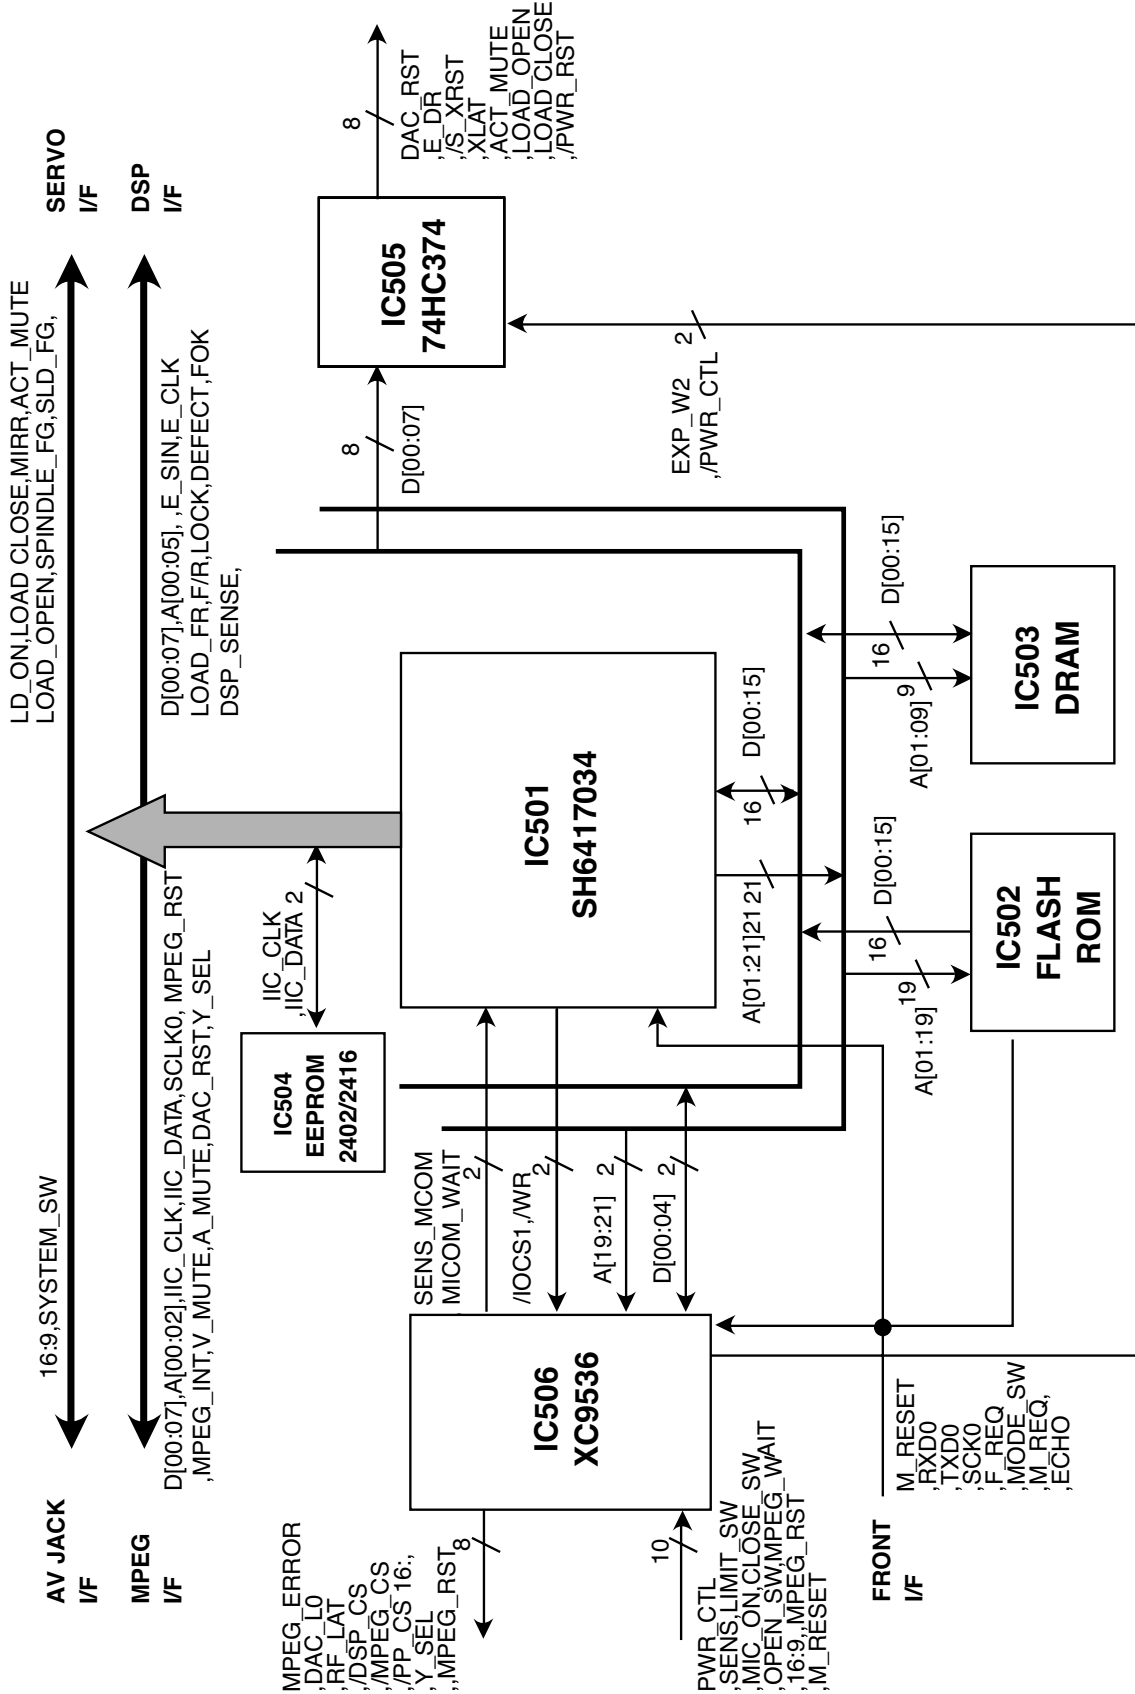 AV JACK
I/F
16:9,SYSTEM_SW
LD_ON,LOAD CLOSE,MIRR,ACT_MUTE
LOAD_OPEN,SPINDLE_FG,SLD_FG,
SERVO
I/F
MPEG
I/F
D[00:07],A[00:02],IIC_CLK,IIC_DATA,SCLK0, MPEG_RST
,MPEG_INT,V_MUTE,A_MUTE,DAC_RST,Y_SEL
D[00:07],A[00:05], ,E_SIN,E_CLK
LOAD_FR,F/R,LOCK,DEFECT,FOK
DSP_SENSE,
DSP
I/F
MPEG_ERROR
,DAC_L0
,RF_LAT
,/DSP_CS
,/MPEG_CS
,/PP_CS 16:,
,Y_SEL
,,MPEG_RST
8
IC504
EEPROM
2402/2416
IIC_CLK
,IIC_DATA 2
IC505
74HC374
8
D[00:07]
8
DAC_RST
,E_DR
,/S_XRST
,XLAT
,ACT_MUTE
,LOAD_OPEN
,LOAD CLOSE
,/PWR_RST
IC506
XC9536
SENS_MCOM
MICOM_WAIT
2
/IOCS1,/WR
2
A[19:21]
2
D[00:04]
2
IC501
SH6417034
A[01:21]21 21
16
D[00:15]
EXP_W2
,/PWR_CTL
2
10
PWR_CTL
,SENS,LIMIT_SW
,MIC_ON,CLOSE_SW
,OPEN_SW,MPEG_WAIT
,16:9,,MPEG_RST
,M_RESET
FRONT
I/F
M_RESET
,RXD0
,TXD0
,SCK0
,F_REQ
,MODE_SW
,M_REQ,
,ECHO
A[01:19]
19
16
D[00:15]
IC502
FLASH
ROM
A[01:09]
9
16
D[00:15]
IC503
DRAM